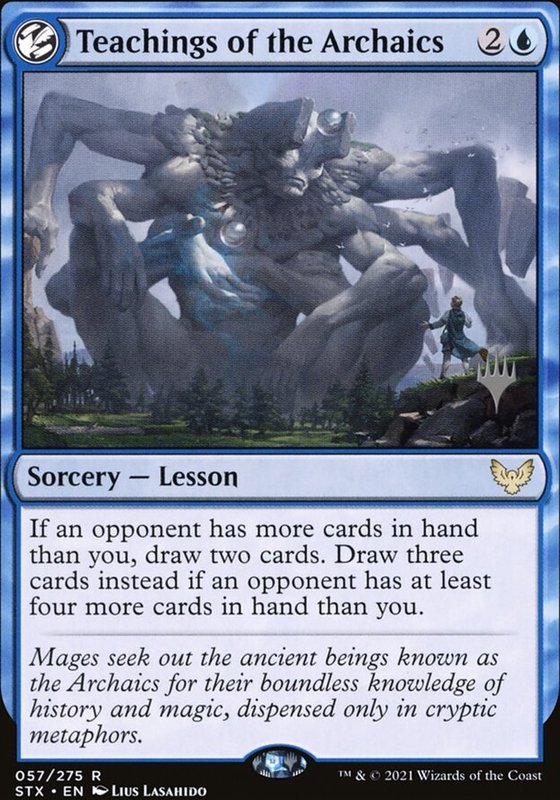 Teachings of the Archaics 2
Sorcery — Lesson
If an opponent has more cards in hand
than you, draw two cards. Draw three
cards instead if an opponent has at least
four more cards in hand than you.
Mages seek out the ancient beings known as
the Archaics for their boundless knowledge of
history and magic, dispensed only in cryptic
metaphors.
057/275 R
STX • EN Lius Lasahido
™ & © 2021 Wizards of the Coast